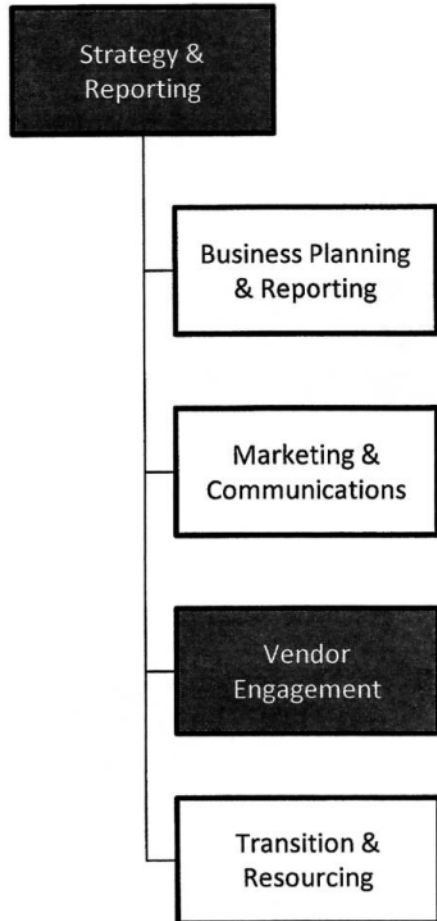 Strategy &
Reporting
Business Planning
& Reporting
Marketing &
Communications
Vendor
Engagement
Transition &
Resourcing